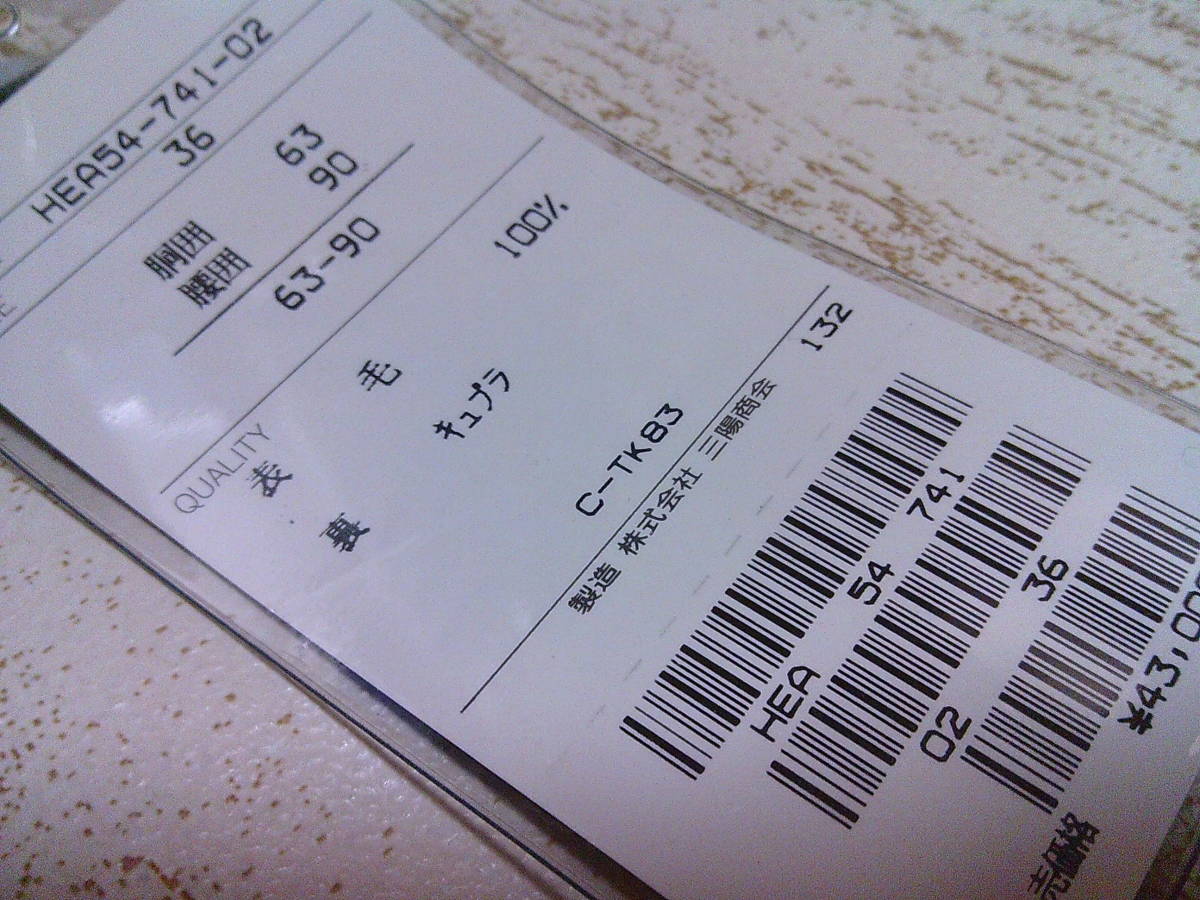 HEA54-741-02
36
胴囲 63
腰囲 90
63-90
QUALITY
表 毛 100%
裏 キュプラ
C-TK83
製造 株式会社 三陽商会 132
HEA 54 741
02 36
¥43,00
売価格